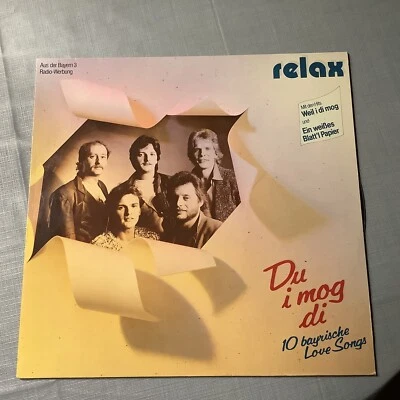 Aus der Bayern 3
Radio-Werbung
relax
Mit den Hits
Weil i di mog
und
Ein weißes
Blatt'l Papier
Du
i mog
di
10 bayrische
Love Songs